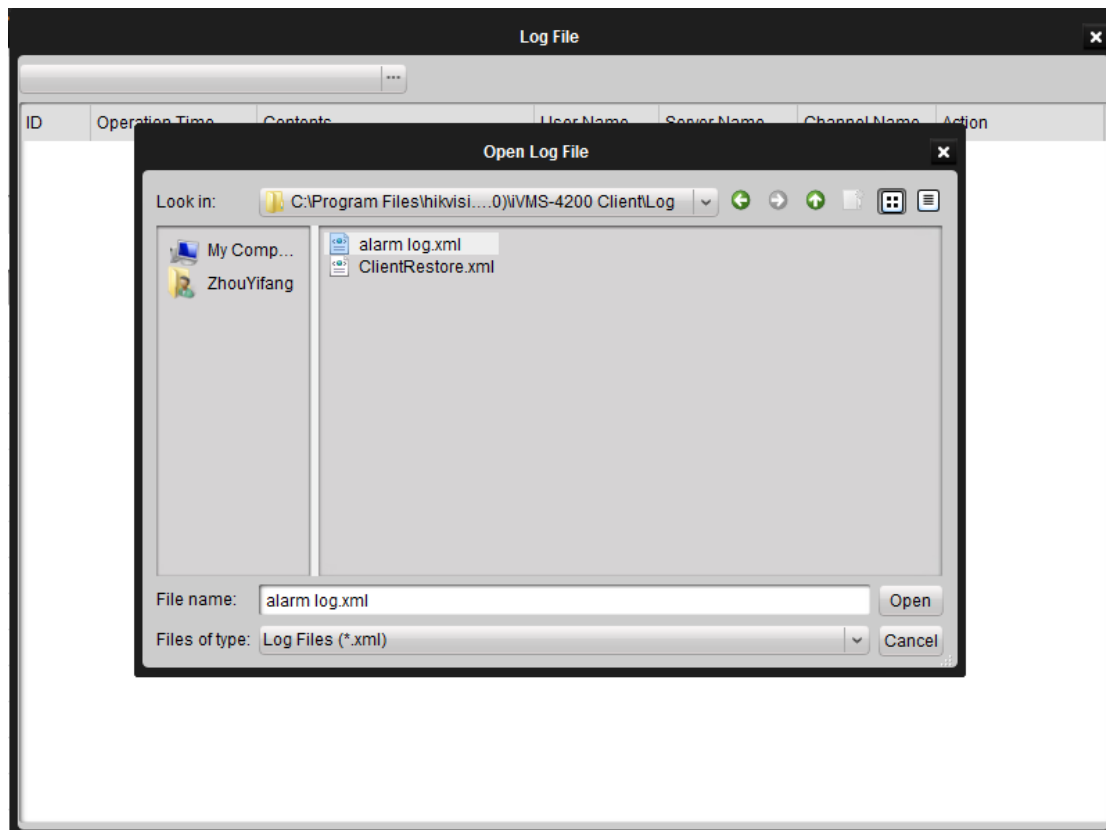 Log File
...
ID Operation Time Contents User Name Server Name Channel Name Action
Open Log File
Look in: C:\Program Files\hikvisi....0)\iVMS-4200 Client\Log
My Comp...
ZhouYifang
alarm log.xml
ClientRestore.xml
File name: alarm log.xml Open
Files of type: Log Files (*.xml) Cancel